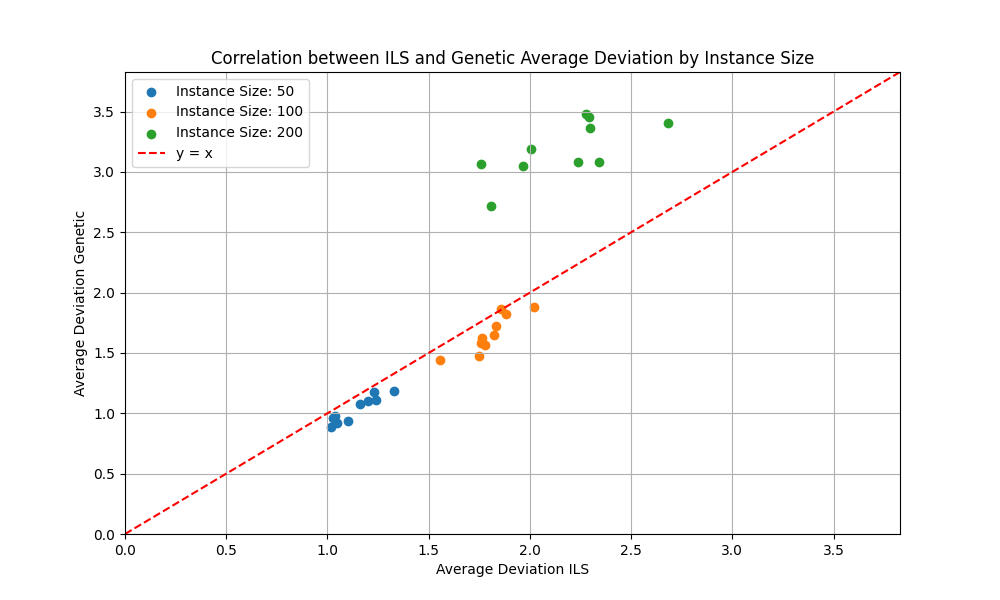 Correlation between ILS and Genetic Average Deviation by Instance Size
Instance Size: 50
Instance Size: 100
Instance Size: 200
y = x
Average Deviation Genetic
3.5
3.0
2.5
2.0
1.5
1.0
0.5
0.0
0.0 0.5 1.0 1.5 2.0 2.5 3.0 3.5
Average Deviation ILS